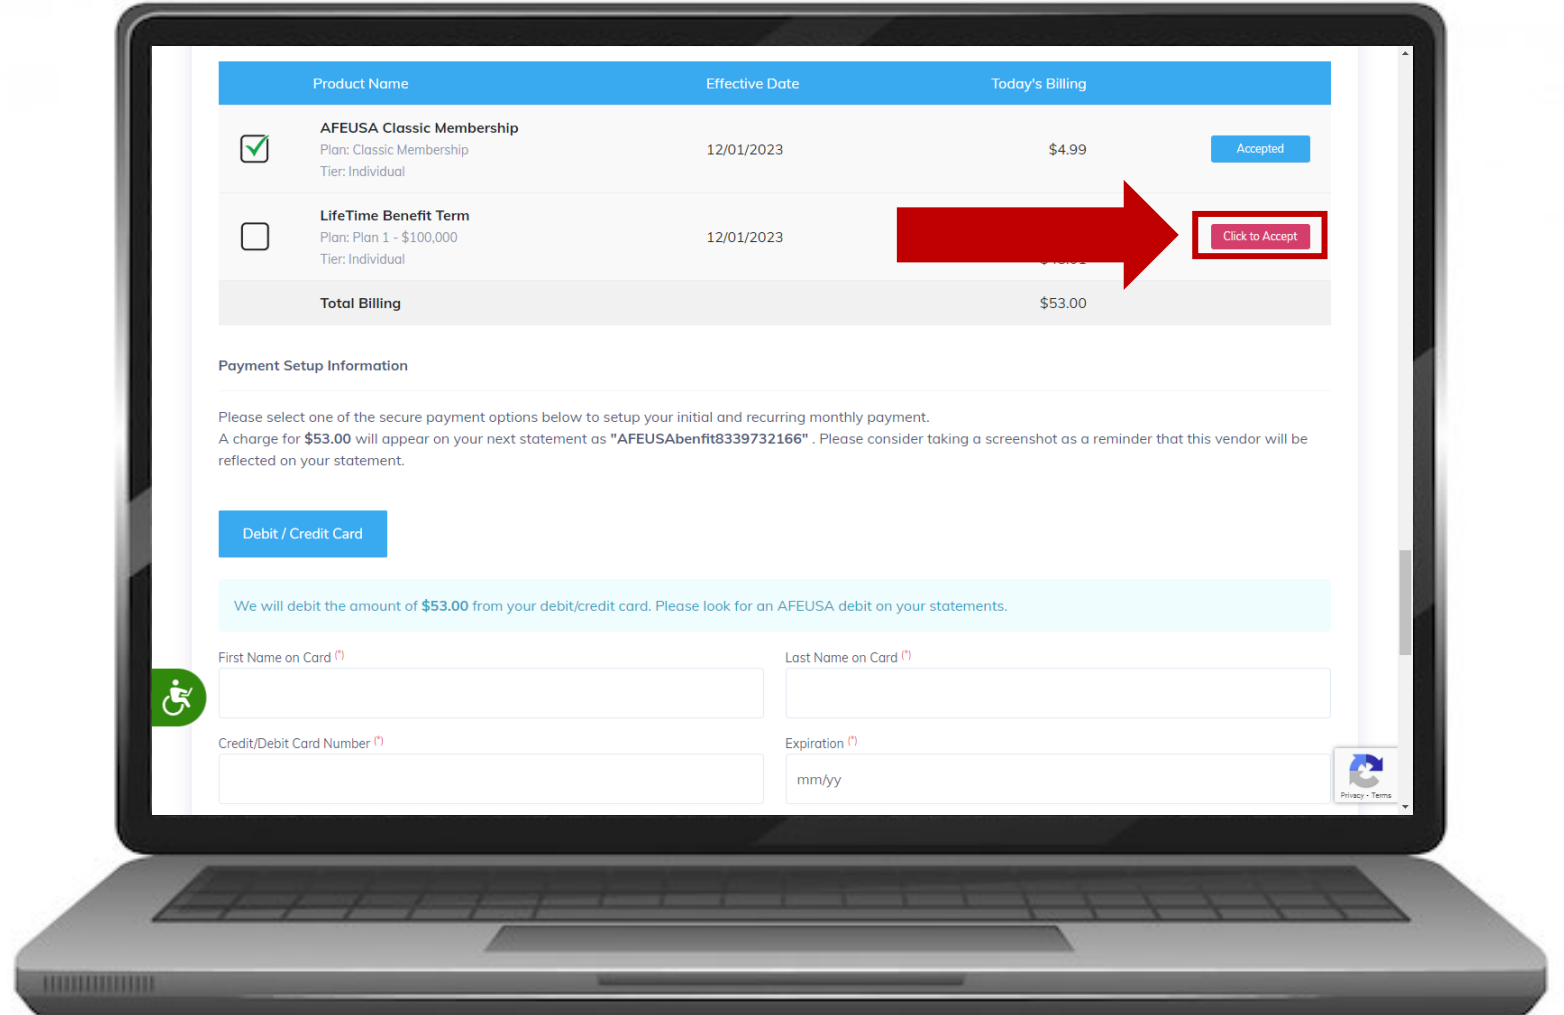 Product Name Effective Date Today's Billing
AFEUSA Classic Membership
Plan: Classic Membership 12/01/2023 $4.99 Accepted
Tier: Individual
LifeTime Benefit Term
Plan: Plan 1 - $100,000 12/01/2023 Click to Accept
Tier: Individual
Total Billing $53.00
Payment Setup Information
Please select one of the secure payment options below to setup your initial and recurring monthly payment.
A charge for $53.00 will appear on your next statement as "AFEUSAbenfit8339732166" . Please consider taking a screenshot as a reminder that this vendor will be
reflected on your statement.
Debit / Credit Card
We will debit the amount of $53.00 from your debit/credit card. Please look for an AFEUSA debit on your statements.
First Name on Card (*) Last Name on Card (*)
Credit/Debit Card Number (*) Expiration (*)
mm/yy
Privacy - Terms